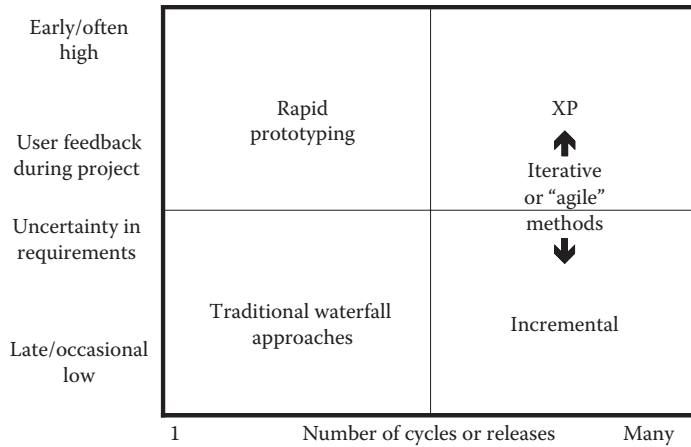 Early/often
high
User feedback
during project
Uncertainty in
requirements
Late/occasional
low
Rapid
prototyping
XP
Iterative
or “agile”
methods
Traditional waterfall
approaches
Incremental
1 Number of cycles or releases Many